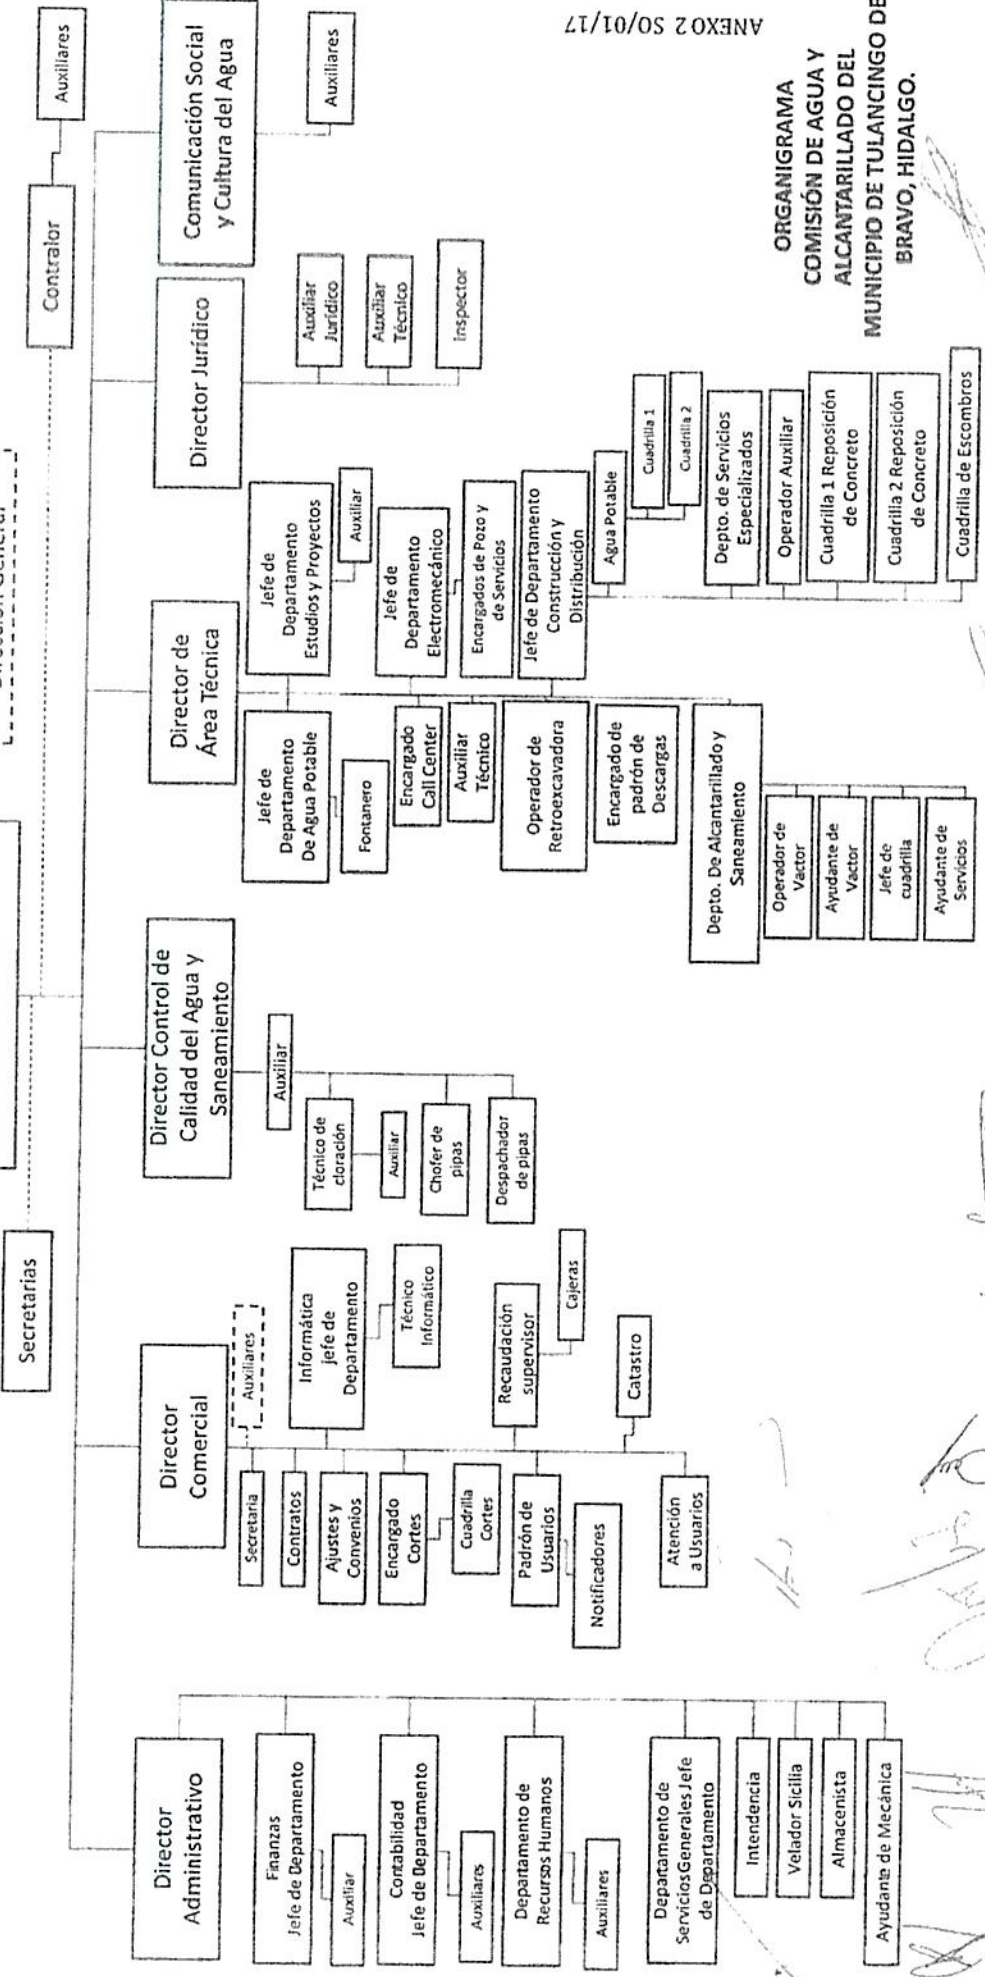 Dirección General
Secretarias
Contralor
Auxiliares
Director
Administrativo
Finanzas
Jefe de Departamento
Auxiliar
Contabilidad
Jefe de Departamento
Auxiliares
Departamento de
Recursos Humanos
Auxiliares
Departamento de
Servicios Generales Jefe
de Departamento
Intendencia
Velador Sicilia
Almacenista
Ayudante de Mecánica
Director
Comercial
Auxiliares
Secretaria
Contratos
Ajustes y
Convenios
Encargado
Cortes
Cuadrilla
Cortes
Padrón de
Usuarios
Notificadores
Atención
a Usuarios
Informática
jefe de
Departamento
Técnico
Informático
Recaudación
supervisor
Cajeras
Catastro
Director Control de
Calidad del Agua y
Saneamiento
Auxiliar
Técnico de
cloración
Auxiliar
Chofer de
pipas
Despachador
de pipas
Director de
Área Técnica
Jefe de
Departamento
De Agua Potable
Fontanero
Encargado
Call Center
Auxiliar
Técnico
Operador de
Retroexcavadora
Encargado de
padrón de
Descargas
Depto. De Alcantarillado y
Saneamiento
Operador de
Vactor
Ayudante de
Vactor
Jefe de
cuadrilla
Ayudante de
Servicios
Jefe de
Departamento
Estudios y Proyectos
Auxiliar
Jefe de
Departamento
Electromecánico
Encargados de Pozo y
de Servicios
Jefe de Departamento
Construcción y
Distribución
Agua Potable
Cuadrilla 1
Cuadrilla 2
Depto. de Servicios
Especializados
Operador Auxiliar
Cuadrilla 1 Reposición
de Concreto
Cuadrilla 2 Reposición
de Concreto
Cuadrilla de Escombros
Director Jurídico
Auxiliar
Jurídico
Auxiliar
Técnico
Inspector
Comunicación Social
y Cultura del Agua
Auxiliares
ANEXO 2 SO/01/17
ORGANIGRAMA
COMISIÓN DE AGUA Y
ALCANTARILLADO DEL
MUNICIPIO DE TULANCINGO DE
BRAVO, HIDALGO.